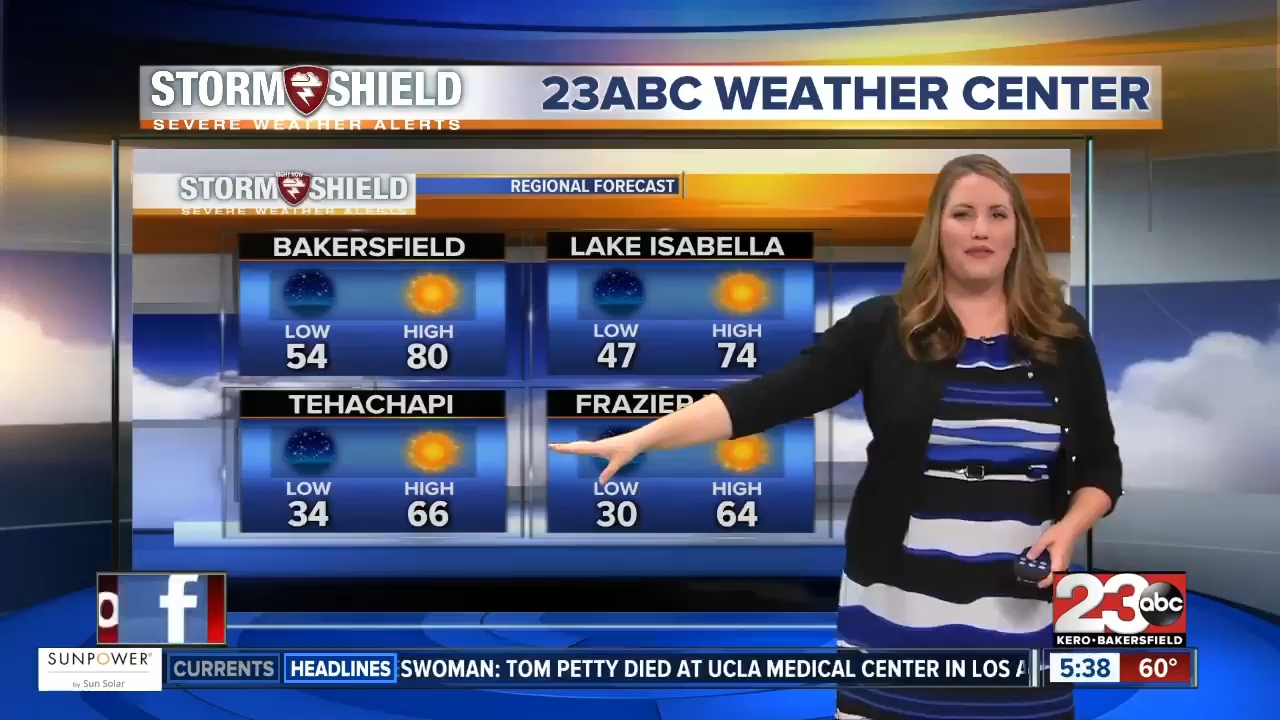 STORM SHIELD
SEVERE WEATHER ALERTS
23ABC WEATHER CENTER
RIGHT NOW
STORM SHIELD
SEVERE WEATHER ALERTS
REGIONAL FORECAST
BAKERSFIELD
LOW HIGH
54 80
LAKE ISABELLA
LOW HIGH
47 74
TEHACHAPI
LOW HIGH
34 66
FRAZIER
LOW HIGH
30 64
o f
23 abc
KERO•BAKERSFIELD
SUNPOWER®
by Sun Solar
CURRENTS
HEADLINES
SWOMAN: TOM PETTY DIED AT UCLA MEDICAL CENTER IN LOS A
5:38 60°